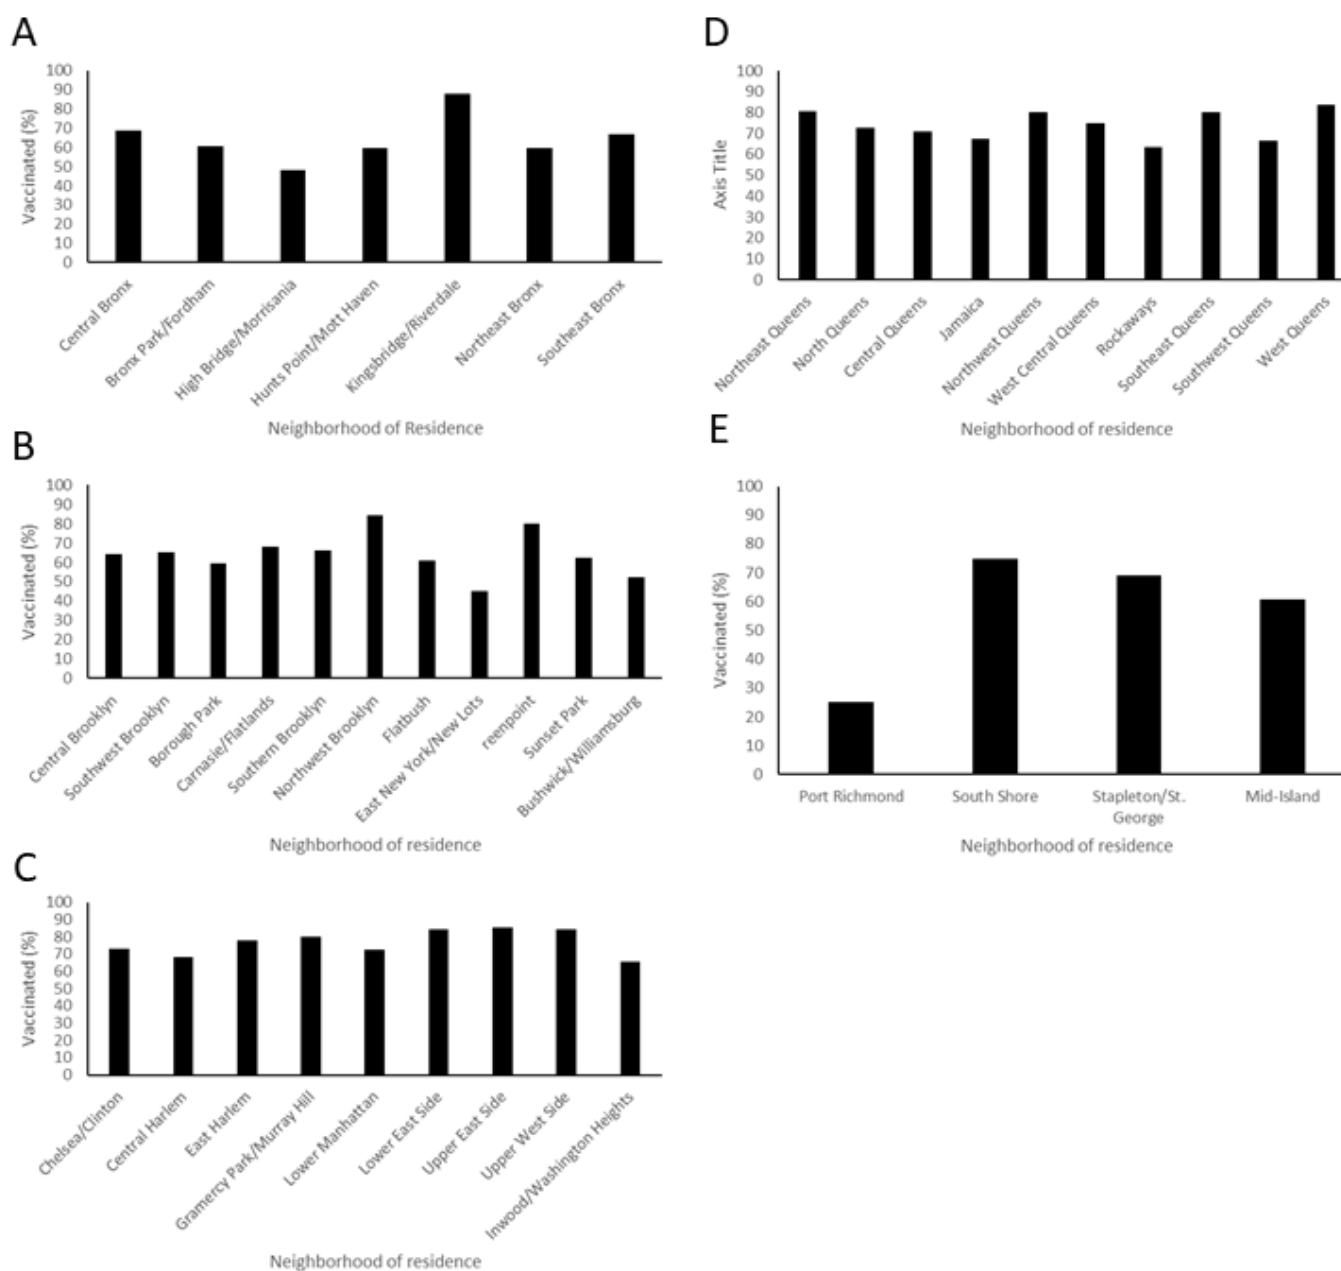 A
Vaccinated (%)
100
90
80
70
60
50
40
30
20
10
0
Central Bronx
Bronx Park/Fordham
High Bridge/Morrisania
Hunts Point/Mott Haven
Kingsbridge/Riverdale
Northeast Bronx
Southeast Bronx
Neighborhood of Residence
B
Vaccinated (%)
100
90
80
70
60
50
40
30
20
10
0
Central Brooklyn
Southwest Brooklyn
Borough Park
Carnasie/Flatlands
Southern Brooklyn
Northwest Brooklyn
Flatbush
East New York/New Lots
reenpoint
Sunset Park
Bushwick/Williamsburg
Neighborhood of residence
C
Vaccinated (%)
100
90
80
70
60
50
40
30
20
10
0
Chelsea/Clinton
Central Harlem
East Harlem
Gramercy Park/Murray Hill
Lower Manhattan
Lower East Side
Upper East Side
Upper West Side
Inwood/Washington Heights
Neighborhood of residence
D
Axis Title
100
90
80
70
60
50
40
30
20
10
0
Northeast Queens
North Queens
Central Queens
Jamaica
Northwest Queens
West Central Queens
Rockaways
Southeast Queens
Southwest Queens
West Queens
Neighborhood of residence
E
Vaccinated (%)
100
90
80
70
60
50
40
30
20
10
0
Port Richmond
South Shore
Stapleton/St.
George
Mid-Island
Neighborhood of residence